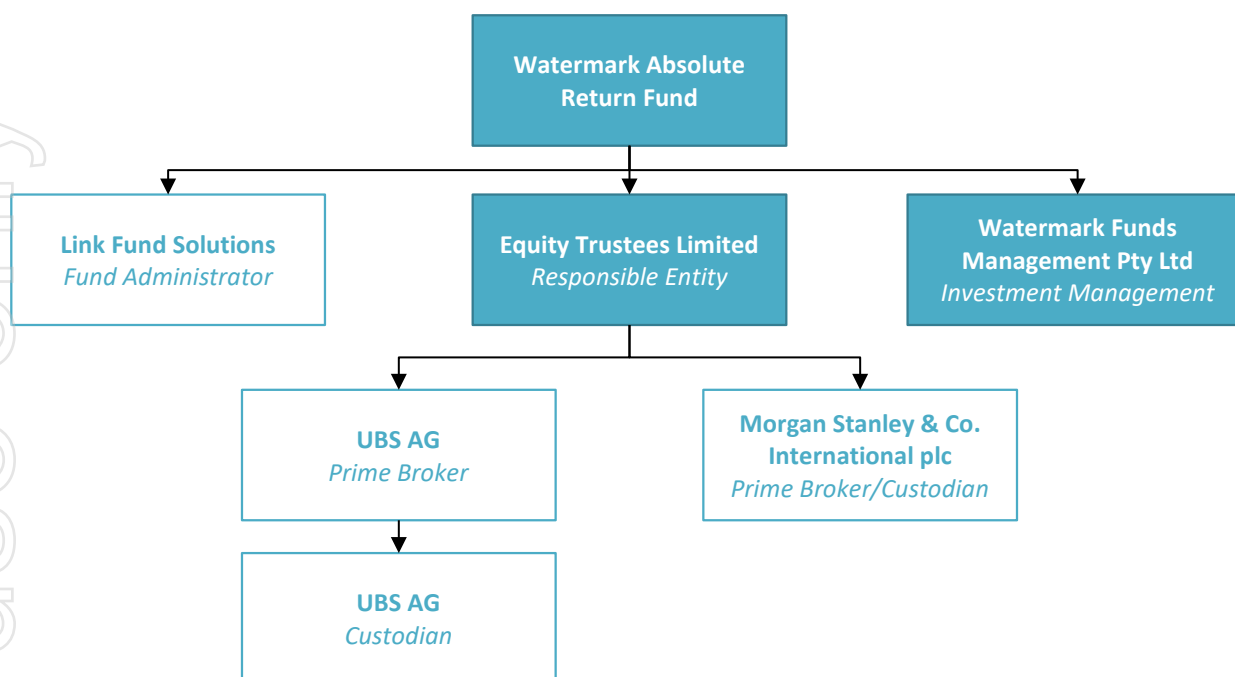 Watermark Absolute
Return Fund
Link Fund Solutions
Fund Administrator
Equity Trustees Limited
Responsible Entity
Watermark Funds
Management Pty Ltd
Investment Management
UBS AG
Prime Broker
Morgan Stanley & Co.
International plc
Prime Broker/Custodian
UBS AG
Custodian